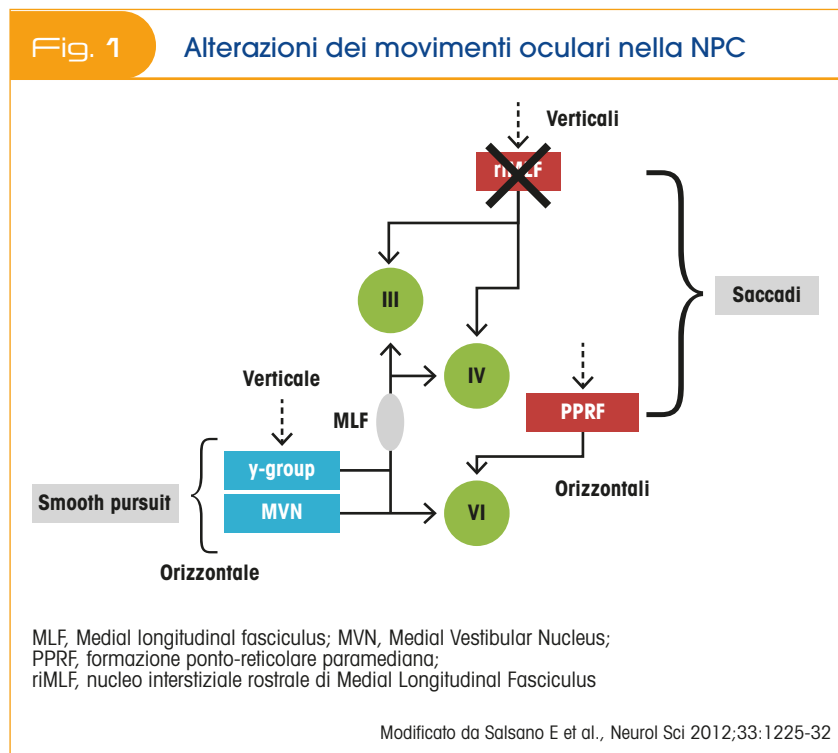 Fig. 1 Alterazioni dei movimenti oculari nella NPC
Verticali
riMLF
III
Saccadi
IV
Verticale
PPRF
MLF
y-group
Orizzontali
Smooth pursuit
MVN
VI
Orizzontale
MLF, Medial longitudinal fasciculus; MVN, Medial Vestibular Nucleus;
PPRF, formazione ponto-reticolare paramediana;
riMLF, nucleo interstiziale rostrale di Medial Longitudinal Fasciculus
Modificato da Salsano E et al., Neurol Sci 2012;33:1225-32